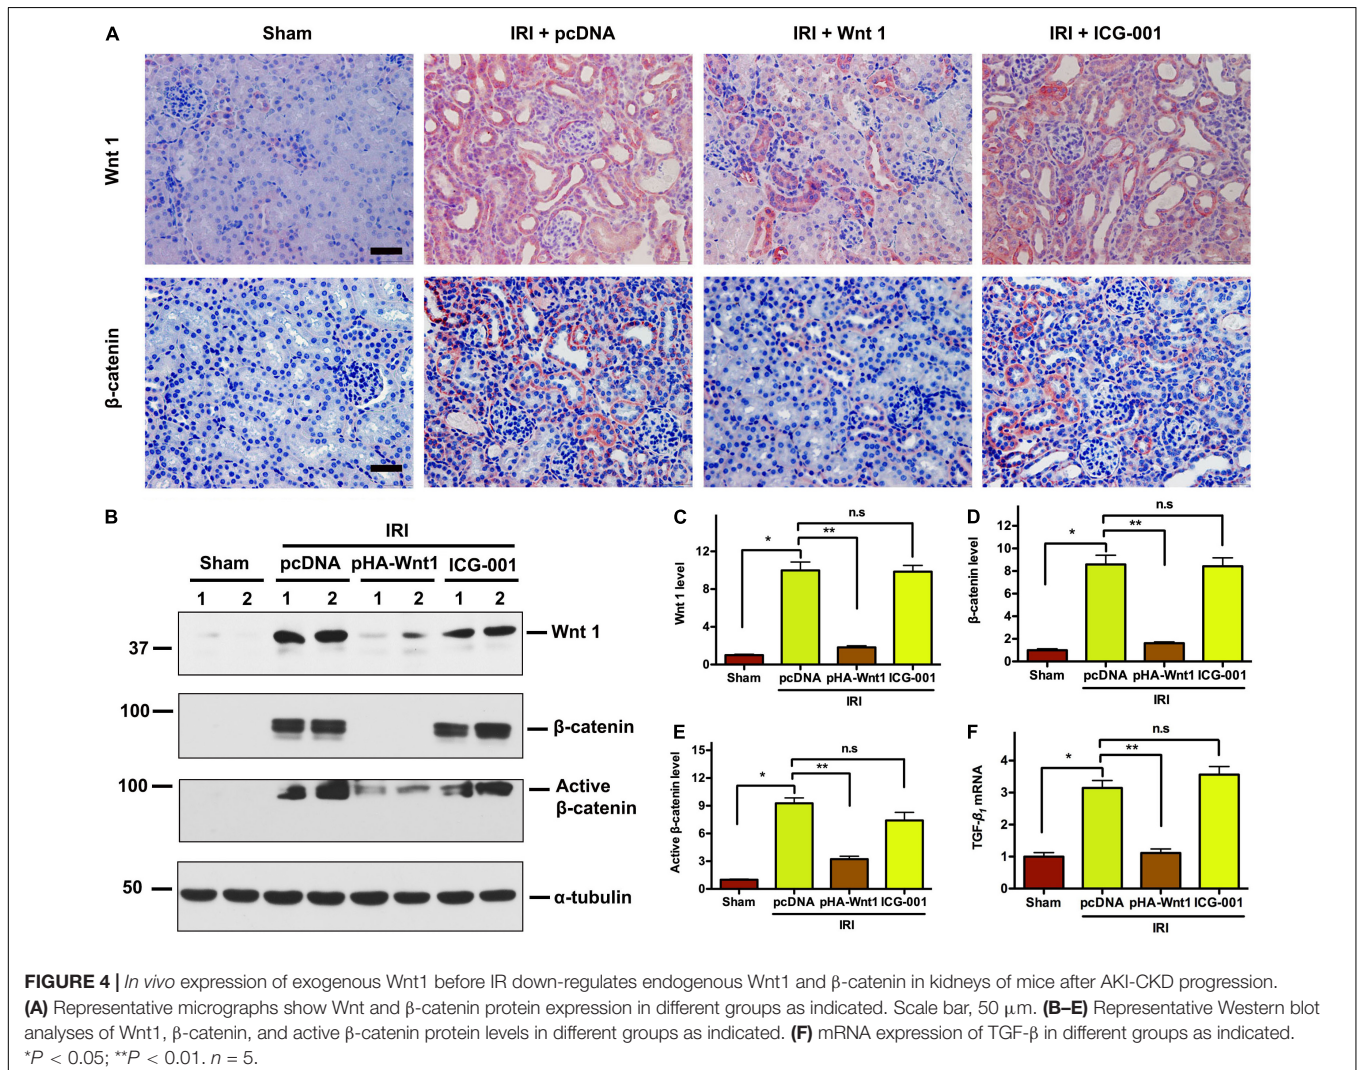 A
Sham
IRI + pcDNA
IRI + Wnt 1
IRI + ICG-001
Wnt 1
β-catenin
B
IRI
Sham
pcDNA
pHA-Wnt1
ICG-001
1 2 1 2 1 2 1 2
37
Wnt 1
100
β-catenin
100
Active
β-catenin
50
α-tubulin
C
n.s
*
**
Wnt 1 level
12
8
4
0
Sham
pcDNA pHA-Wnt1 ICG-001
IRI
D
n.s
*
**
β-catenin level
12
10
8
6
4
2
0
Sham
pcDNA pHA-Wnt1 ICG-001
IRI
E
n.s
*
**
Active β-catenin level
15
12
9
6
3
0
Sham
pcDNA pHA-Wnt1 ICG-001
IRI
F
n.s
*
**
TGF-β1 mRNA
4
3
2
1
0
Sham
pcDNA pHA-Wnt1 ICG-001
IRI
FIGURE 4 | In vivo expression of exogenous Wnt1 before IR down-regulates endogenous Wnt1 and β-catenin in kidneys of mice after AKI-CKD progression.
(A) Representative micrographs show Wnt and β-catenin protein expression in different groups as indicated. Scale bar, 50 μm. (B–E) Representative Western blot
analyses of Wnt1, β-catenin, and active β-catenin protein levels in different groups as indicated. (F) mRNA expression of TGF-β in different groups as indicated.
*P < 0.05; **P < 0.01. n = 5.